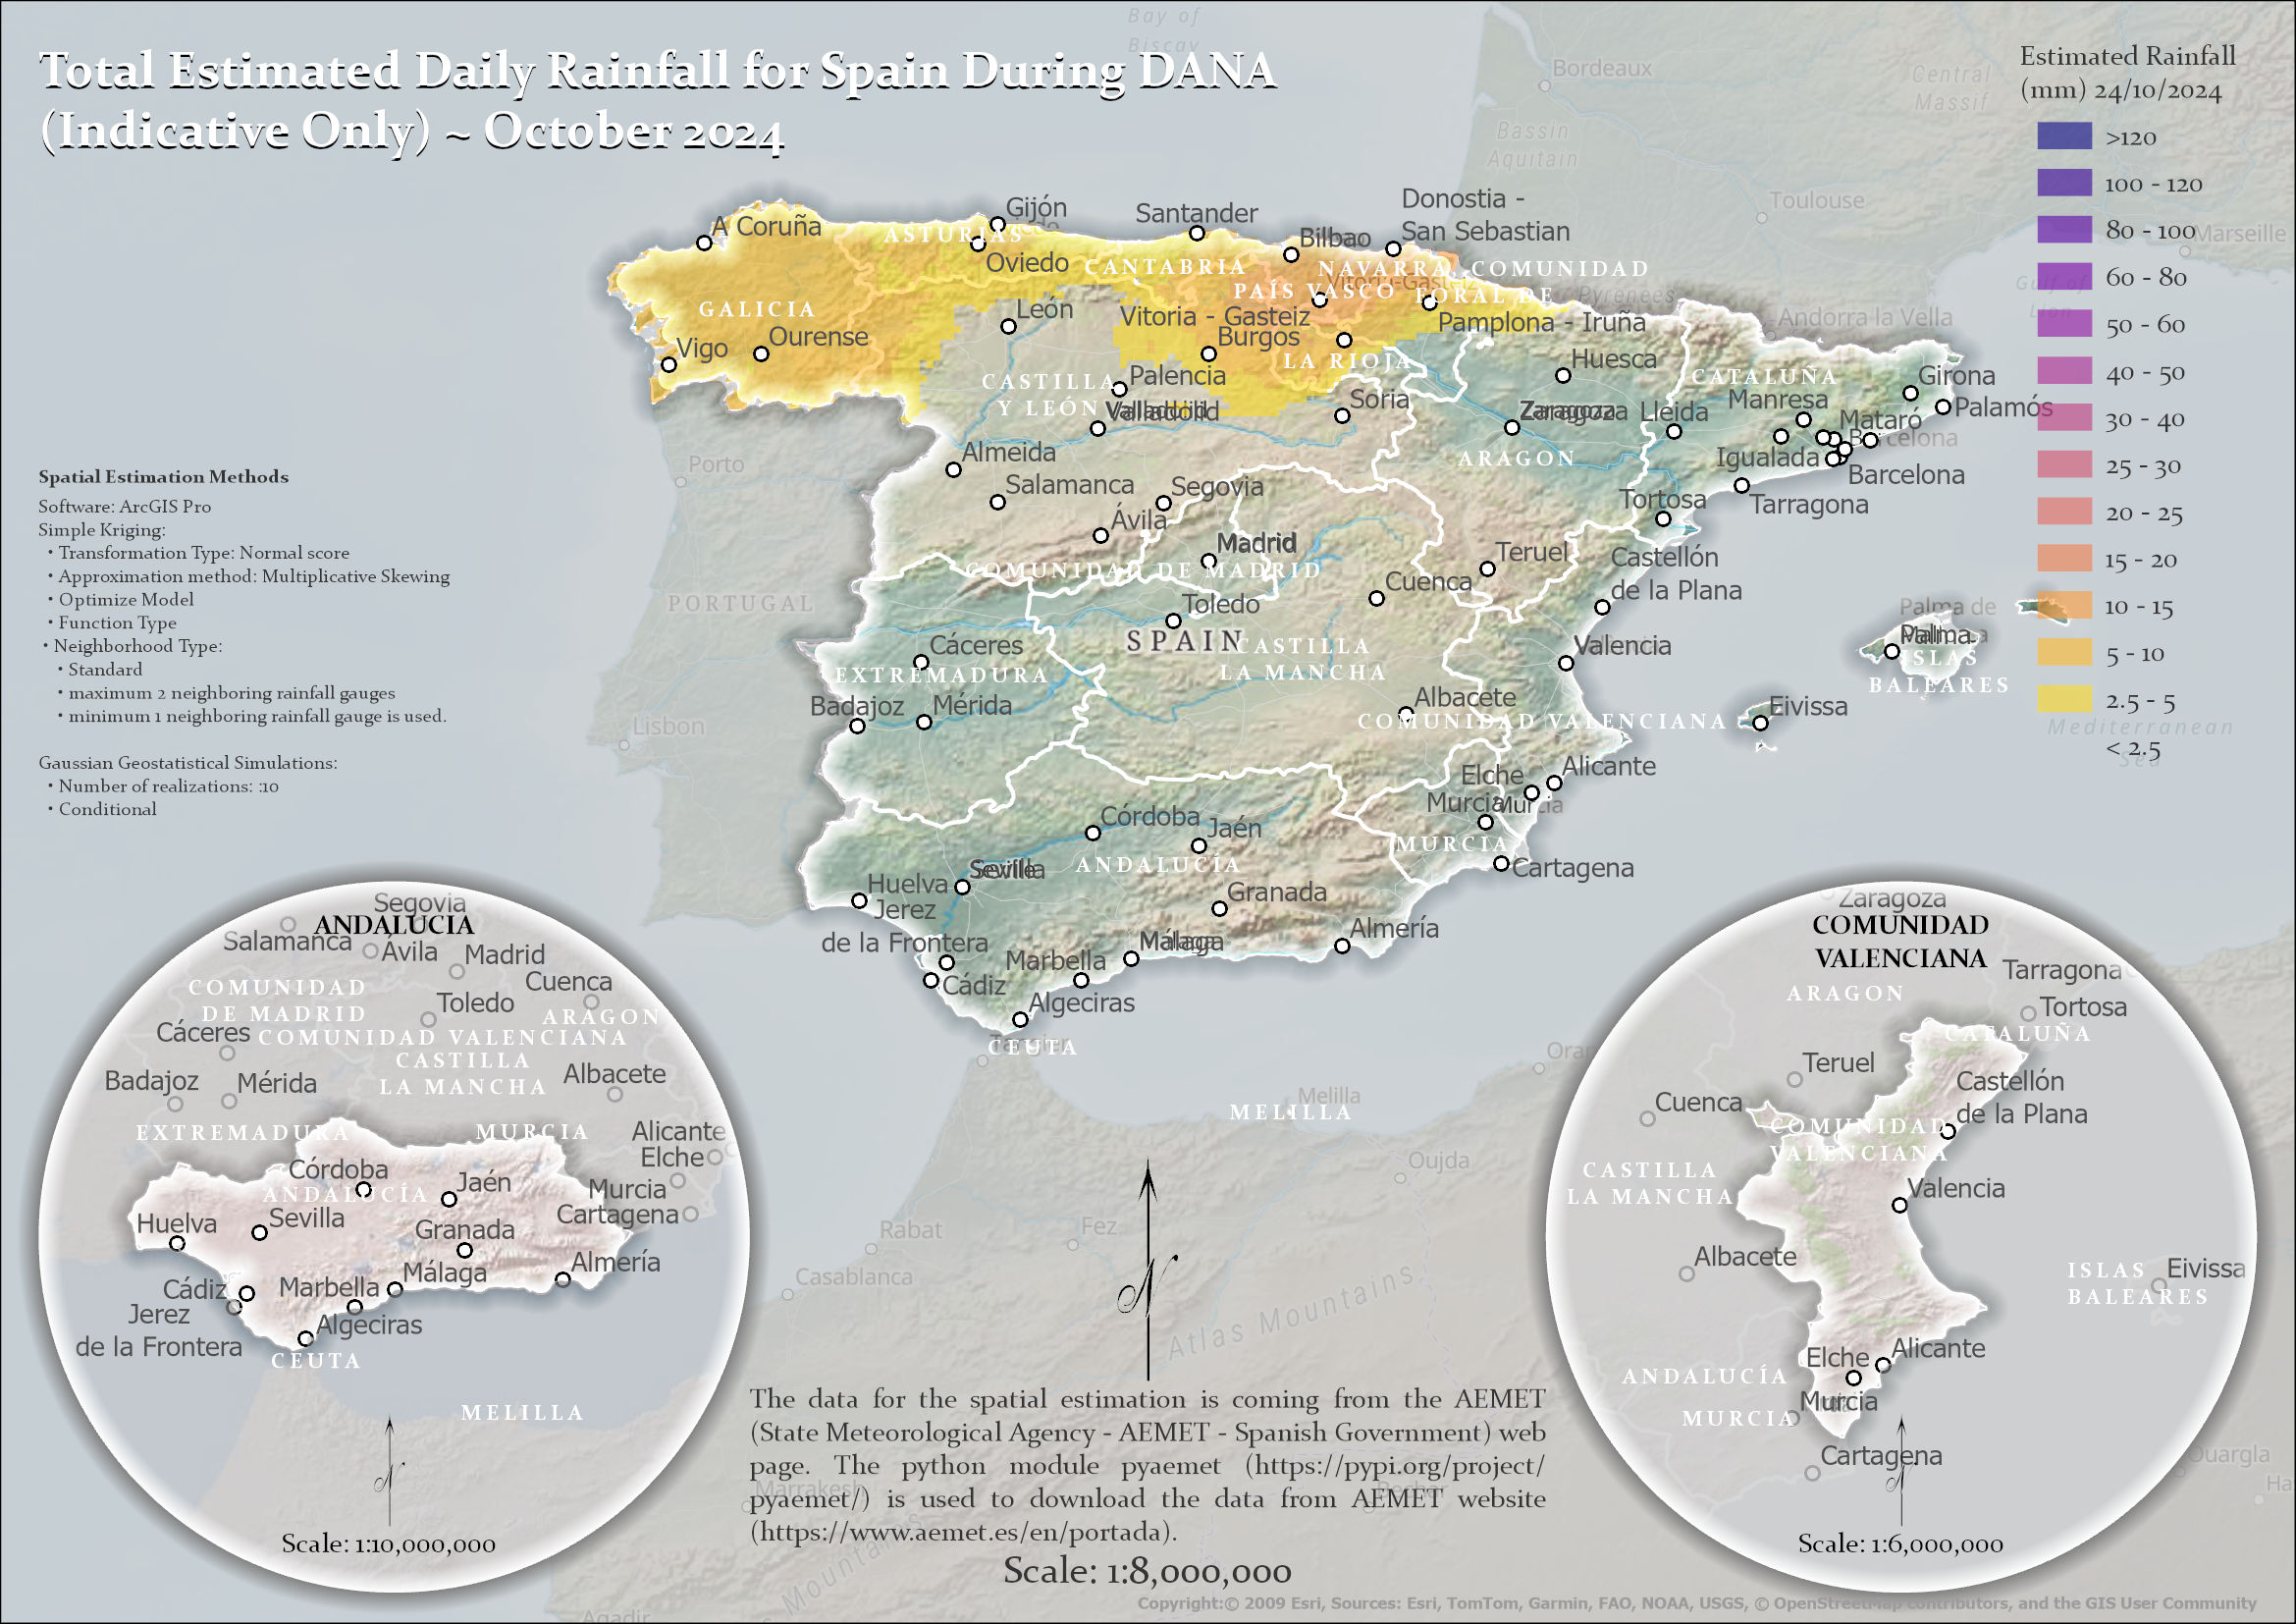 Total Estimated Daily Rainfall for Spain During DANA
(Indicative Only) ~ October 2024
Estimated Rainfall
(mm) 24/10/2024
>120
100 - 120
80 - 100
60 - 80
50 - 60
40 - 50
30 - 40
25 - 30
20 - 25
15 - 20
10 - 15
5 - 10
2.5 - 5
< 2.5
Spatial Estimation Methods
Software: ArcGIS Pro
Simple Kriging:
• Transformation Type: Normal score
• Approximation method: Multiplicative Skewing
• Optimize Model
• Function Type
• Neighborhood Type:
• Standard
• maximum 2 neighboring rainfall gauges
• minimum 1 neighboring rainfall gauge is used.
Gaussian Geostatistical Simulations:
• Number of realizations: :10
• Conditional
Bay of
Biscay
Bordeaux
Central
Massif
Bassin
Aquitain
Toulouse
Marseille
Gulf of
Lion
Pyrenees
Andorra la Vella
A Coruña
Gijón
ASTURIAS
Oviedo
Santander
CANTABRIA
Bilbao
Donostia -
San Sebastian
NAVARRA, COMUNIDAD
FORAL DE
PAÍS VASCO
Vitoria-Gasteiz
GALICIA
León
Vitoria - Gasteiz
Pamplona - Iruña
Vigo
Ourense
Burgos
LA RIOJA
Huesca
CASTILLA
Y LEÓN
Palencia
Valladolid
Soria
Zaragoza
Lleida
CATALUÑA
Manresa
Girona
Palamós
Mataró
Barcelona
Igualada
Barcelona
Tarragona
Tortosa
ARAGON
Porto
Almeida
Salamanca
Segovia
Ávila
Madrid
COMUNIDAD DE MADRID
Teruel
Castellón
de la Plana
Cuenca
PORTUGAL
Toledo
SPAIN
CASTILLA
LA MANCHA
Cáceres
EXTREMADURA
Badajoz
Mérida
Lisbon
Valencia
Albacete
COMUNIDAD VALENCIANA
Palma de
Palma
ISLAS
BALEARES
Eivissa
Mediterranean
Sea
Elche
Alicante
Murcia
Murcia
MURCIA
Cartagena
Córdoba
Jaén
ANDALUCÍA
Huelva
Sevilla
Jerez
de la Frontera
Granada
Almería
Málaga
Marbella
Cádiz
Algeciras
Tangier
CEUTA
Melilla
MELILLA
Oran
Oujda
Rabat
Fez
Casablanca
Atlas Mountains
Marrakesh
Bechar
Mountains
Agadir
Ouargla
Ha
N
ANDALUCIA
Segovia
Salamanca
Ávila
Madrid
Cuenca
COMUNIDAD
DE MADRID
Toledo
ARAGON
Cáceres
COMUNIDAD VALENCIANA
CASTILLA
LA MANCHA
Badajoz
Mérida
Albacete
EXTREMADURA
MURCIA
Alicante
Elche
Córdoba
ANDALUCÍA
Jaén
Murcia
Cartagena
Huelva
Sevilla
Granada
Almería
Cádiz
Marbella
Málaga
Jerez
de la Frontera
Algeciras
CEUTA
MELILLA
N
Scale: 1:10,000,000
The data for the spatial estimation is coming from the AEMET
(State Meteorological Agency - AEMET - Spanish Government) web
page. The python module pyaemet (https://pypi.org/project/
pyaemet/) is used to download the data from AEMET website
(https://www.aemet.es/en/portada).
Scale: 1:8,000,000
Zaragoza
COMUNIDAD
VALENCIANA
Tarragona
ARAGON
Tortosa
CATALUÑA
Teruel
Castellón
de la Plana
Cuenca
COMUNIDAD
VALENCIANA
CASTILLA
LA MANCHA
Valencia
Albacete
ISLAS
BALEARES
Eivissa
Alicante
Elche
ANDALUCÍA
Murcia
MURCIA
Cartagena
N
Scale: 1:6,000,000
Copyright:© 2009 Esri, Sources: Esri, TomTom, Garmin, FAO, NOAA, USGS, © OpenStreetMap contributors, and the GIS User Community